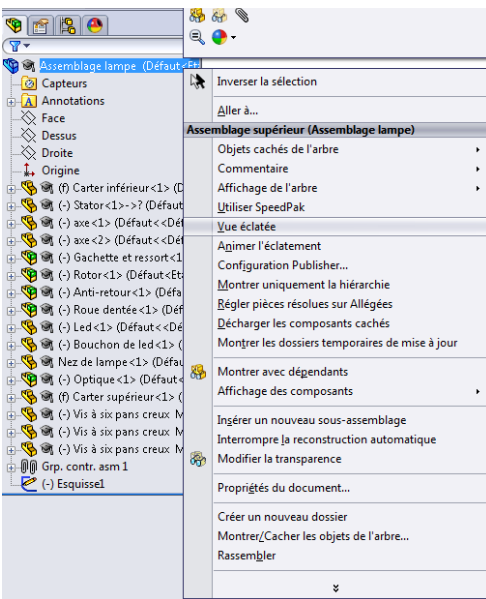 Assemblage lampe (Défaut<Et
Capteurs
Annotations
Face
Dessus
Droite
Origine
(f) Carter inférieur<1> (D
(-) Stator<1>->? (Défaut
(-) axe<1> (Défaut<<Déf
(-) axe<2> (Défaut<<Déf
(-) Gachette et ressort<1
(-) Rotor<1> (Défaut<Eta
(-) Anti-retour<1> (Défa
(-) Roue dentée<1> (Déf
(-) Led<1> (Défaut<<Dé
(-) Bouchon de led<1> (
Nez de lampe<1> (Défau
(-) Optique<1> (Défaut<
(f) Carter supérieur<1> (
(-) Vis à six pans creux M
(-) Vis à six pans creux M
(-) Vis à six pans creux M
Grp. contr. asm 1
(-) Esquisse1
Inverser la sélection
Aller à...
Assemblage supérieur (Assemblage lampe)
Objets cachés de l'arbre
Commentaire
Affichage de l'arbre
Utiliser SpeedPak
Vue éclatée
Animer l'éclatement
Configuration Publisher...
Montrer uniquement la hiérarchie
Régler pièces résolues sur Allégées
Décharger les composants cachés
Montrer les dossiers temporaires de mise à jour
Montrer avec dépendants
Affichage des composants
Insérer un nouveau sous-assemblage
Interrompre la reconstruction automatique
Modifier la transparence
Propriétés du document...
Créer un nouveau dossier
Montrer/Cacher les objets de l'arbre...
Rassembler